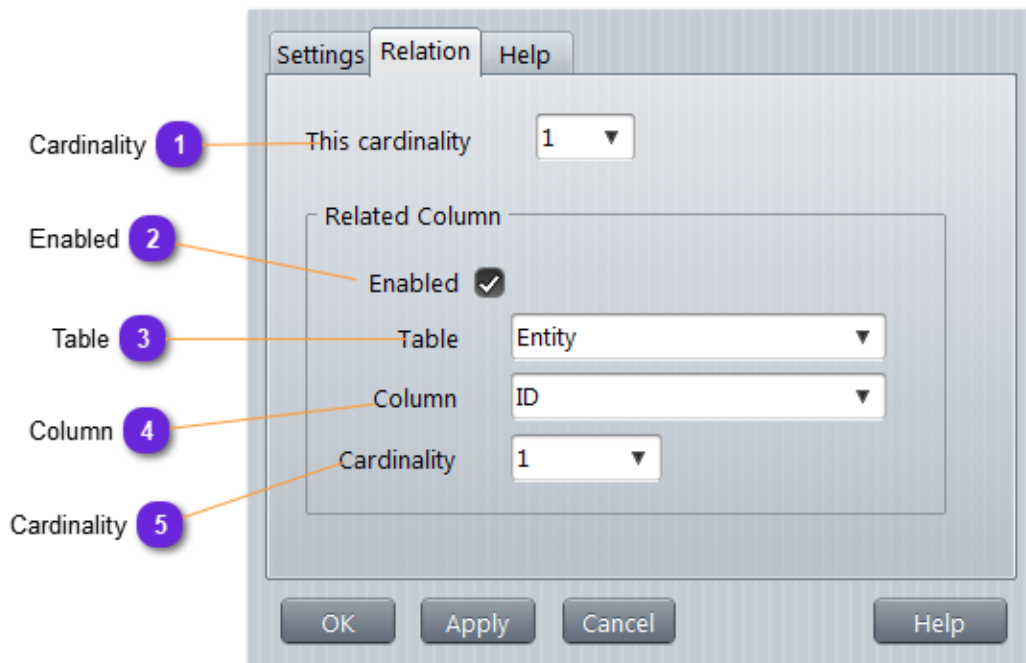 Settings Relation Help
Cardinality 1 This cardinality 1
Related Column
Enabled 2 Enabled
Table 3 Table Entity
Column 4 Column ID
Cardinality 5 Cardinality 1
OK Apply Cancel Help